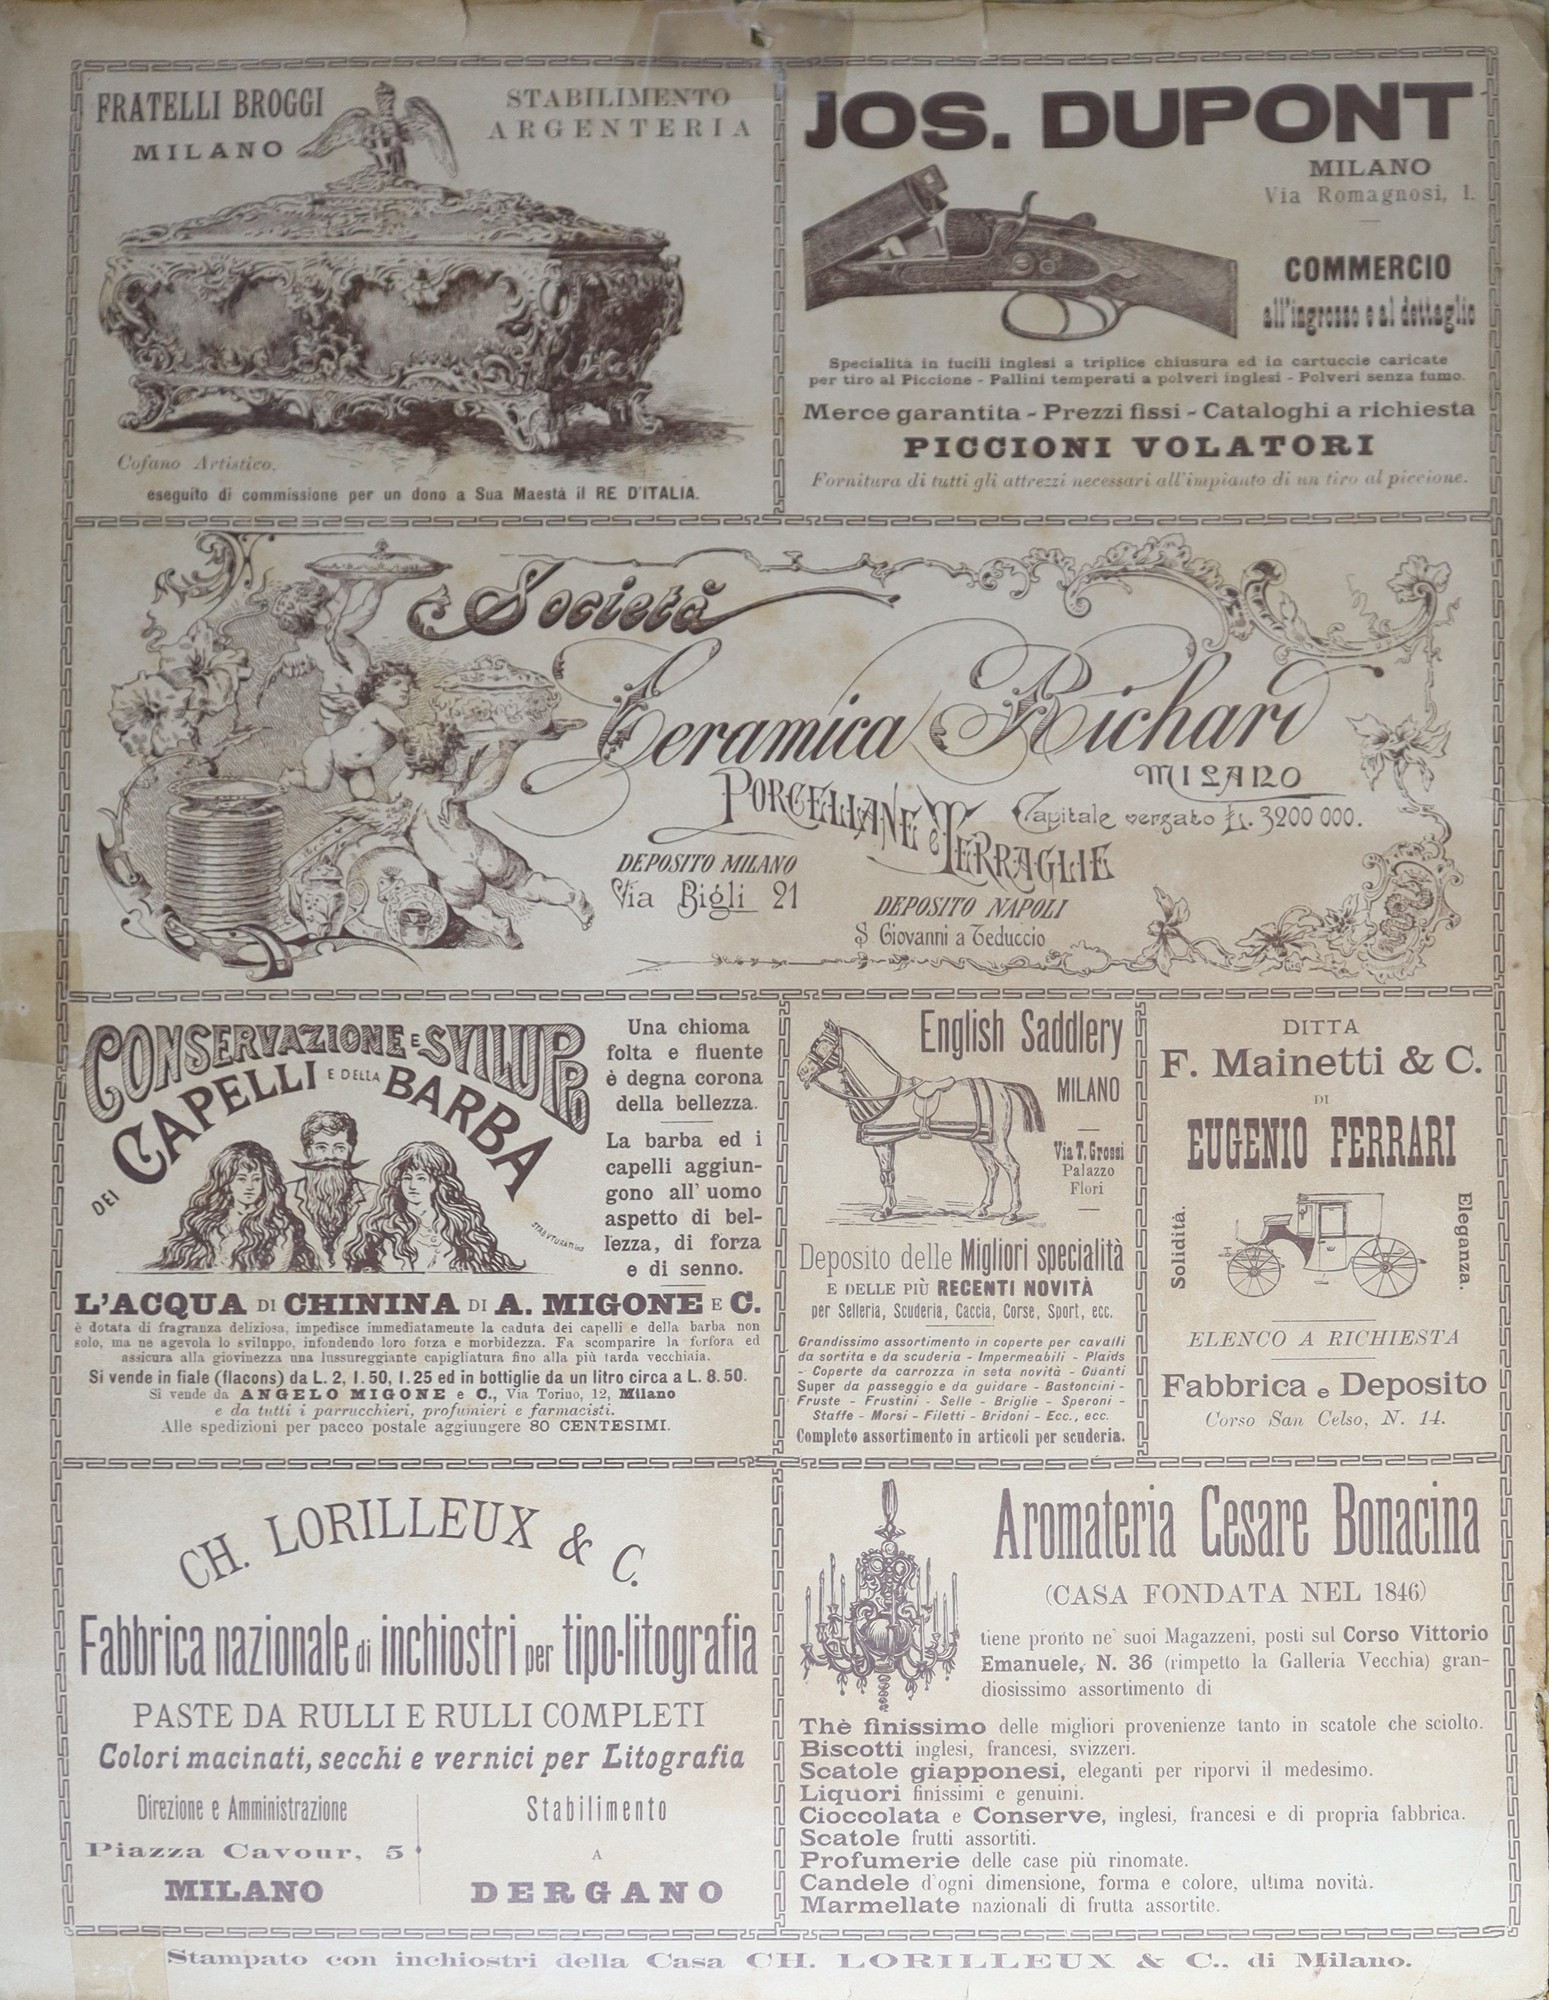 FRATELLI BROGGI
MILANO
STABILIMENTO
ARGENTERIA
Cofano Artistico,
eseguito di commissione per un dono a Sua Maestà il RE D'ITALIA.
JOS. DUPONT
MILANO
Via Romagnosi, 1.
COMMERCIO
all'ingrosso e al dettaglio
Specialità in fucili inglesi a triplice chiusura ed in cartuccie caricate
per tiro al Piccione - Pallini temperati a polveri inglesi - Polveri senza fumo.
Merce garantita - Prezzi fissi - Cataloghi a richiesta
PICCIONI VOLATORI
Fornitura di tutti gli attrezzi necessari all'impianto di un tiro al piccione.
Società
Ceramica Richard
MILANO
PORCELLANE e TERRAGLIE
Capitale versato L. 3200 000.
DEPOSITO MILANO
Via Bigli 21
DEPOSITO NAPOLI
S Giovanni a Teduccio
CONSERVAZIONE E SVILUPPO
DEI CAPELLI E DELLA BARBA
Una chioma
folta e fluente
è degna corona
della bellezza.
La barba ed i
capelli aggiun-
gono all' uomo
aspetto di bel-
lezza, di forza
e di senno.
L'ACQUA DI CHININA DI A. MIGONE E C.
è dotata di fragranza deliziosa, impedisce immediatamente la caduta dei capelli e della barba non
solo, ma ne agevola lo sviluppo, infondendo loro forza e morbidezza. Fa scomparire la forfora ed
assicura alla giovinezza una lussureggiante capigliatura fino alla più tarda vecchiaia.
Si vende in fiale (flacons) da L. 2, 1.50, 1.25 ed in bottiglie da un litro circa a L. 8.50.
Si vende da ANGELO MIGONE e C., Via Torino, 12, Milano
e da tutti i parrucchieri, profumieri e farmacisti.
Alle spedizioni per pacco postale aggiungere 80 CENTESIMI.
English Saddlery
MILANO
Via T. Grossi
Palazzo
Flori
Deposito delle Migliori specialità
E DELLE PIÙ RECENTI NOVITÀ
per Selleria, Scuderia, Caccia, Corse, Sport, ecc.
Grandissimo assortimento in coperte per cavalli
da sortita e da scuderia - Impermeabili - Plaids
- Coperte da carrozza in seta novità - Guanti
Super da passeggio e da guidare - Bastoncini -
Fruste - Frustini - Selle - Briglie - Speroni -
Staffe - Morsi - Filetti - Bridoni - Ecc., ecc.
Completo assortimento in articoli per scuderia.
DITTA
F. Mainetti & C.
DI
EUGENIO FERRARI
Solidità.
Eleganza.
ELENCO A RICHIESTA
Fabbrica e Deposito
Corso San Celso, N. 14.
CH. LORILLEUX & C.
Fabbrica nazionale di inchiostri per tipo-litografia
PASTE DA RULLI E RULLI COMPLETI
Colori macinati, secchi e vernici per Litografia
Direzione e Amministrazione
Piazza Cavour, 5
MILANO
Stabilimento
A
DERGANO
Aromateria Cesare Bonacina
(CASA FONDATA NEL 1846)
tiene pronto ne' suoi Magazzeni, posti sul Corso Vittorio
Emanuele, N. 36 (rimpetto la Galleria Vecchia) gran-
diosissimo assortimento di
Thè finissimo delle migliori provenienze tanto in scatole che sciolto.
Biscotti inglesi, francesi, svizzeri.
Scatole giapponesi, eleganti per riporvi il medesimo.
Liquori finissimi e genuini.
Cioccolata e Conserve, inglesi, francesi e di propria fabbrica.
Scatole frutti assortiti.
Profumerie delle case più rinomate.
Candele d'ogni dimensione, forma e colore, ultima novità.
Marmellate nazionali di frutta assortite.
Stampato con inchiostri della Casa CH. LORILLEUX & C., di Milano.